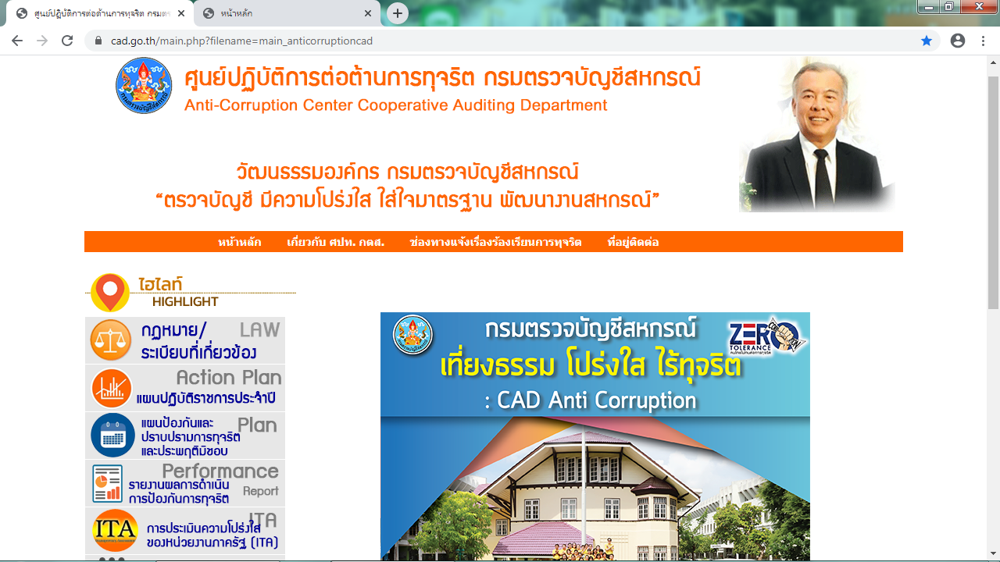 ศูนย์ปฏิบัติการต่อต้านการทุจริต กรมตร
หน้าหลัก
cad.go.th/main.php?filename=main_anticorruptioncad
ศูนย์ปฏิบัติการต่อต้านการทุจริต กรมตรวจบัญชีสหกรณ์
Anti-Corruption Center Cooperative Auditing Department
วัฒนธรรมองค์กร กรมตรวจบัญชีสหกรณ์
“ตรวจบัญชี มีความโปร่งใส ใส่ใจมาตรฐาน พัฒนางานสหกรณ์”
หน้าหลัก เกี่ยวกับ ศปท. กตส. ช่องทางแจ้งเรื่องร้องเรียนการทุจริต ที่อยู่ติดต่อ
ไฮไลท์
HIGHLIGHT
กฎหมาย/ LAW
ระเบียบที่เกี่ยวข้อง
Action Plan
แผนปฏิบัติราชการประจำปี
แผนป้องกันและ Plan
ปราบปรามการทุจริต
และประพฤติมิชอบ
Performance
รายงานผลการดำเนิน Report
การป้องกันการทุจริต
ITA
ITA
การประเมินความโปร่งใส
ของหน่วยงานภาครัฐ (ITA)
กรมตรวจบัญชีสหกรณ์
เที่ยงธรรม โปร่งใส ไร้ทุจริต
: CAD Anti Corruption
ZERO
TOLERANCE
คนไทยไม่ทนต่อการทุจริต